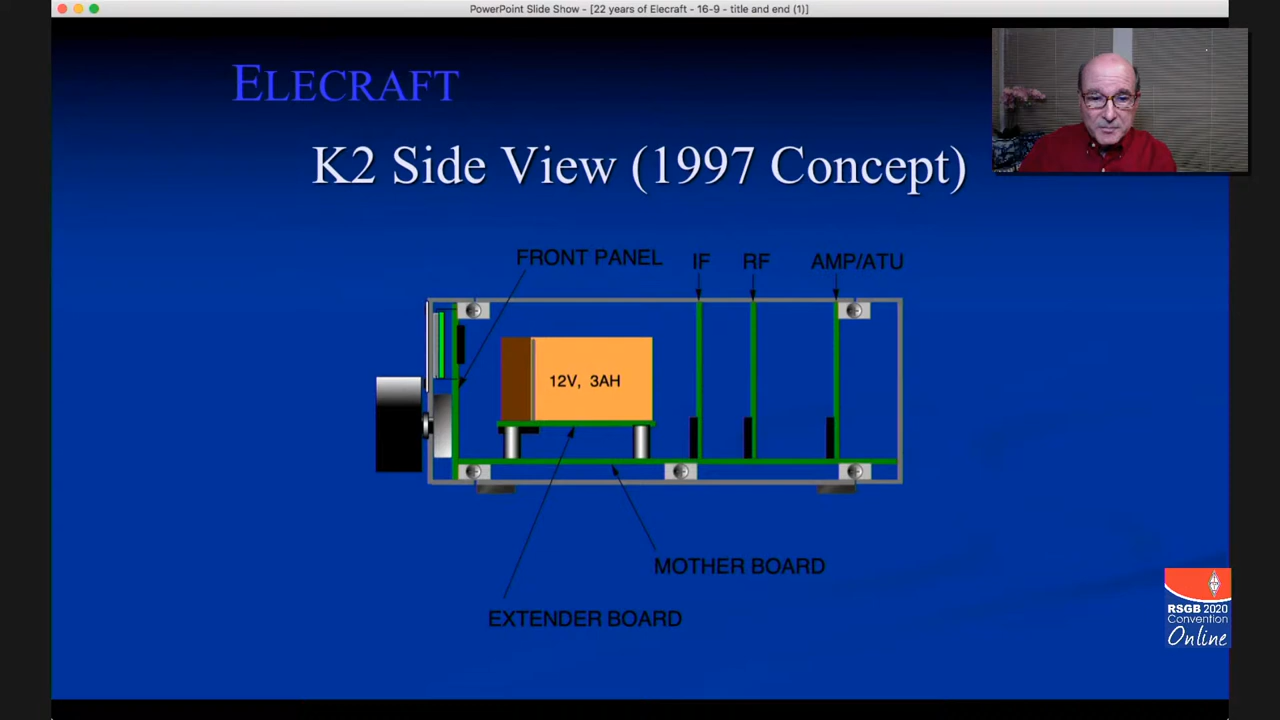 PowerPoint Slide Show - [22 years of Elecraft - 16-9 - title and end (1)]
ELECRAFT
K2 Side View (1997 Concept)
FRONT PANEL
IF
RF
AMP/ATU
12V, 3AH
MOTHER BOARD
EXTENDER BOARD
RSGB 2020
Convention
Online